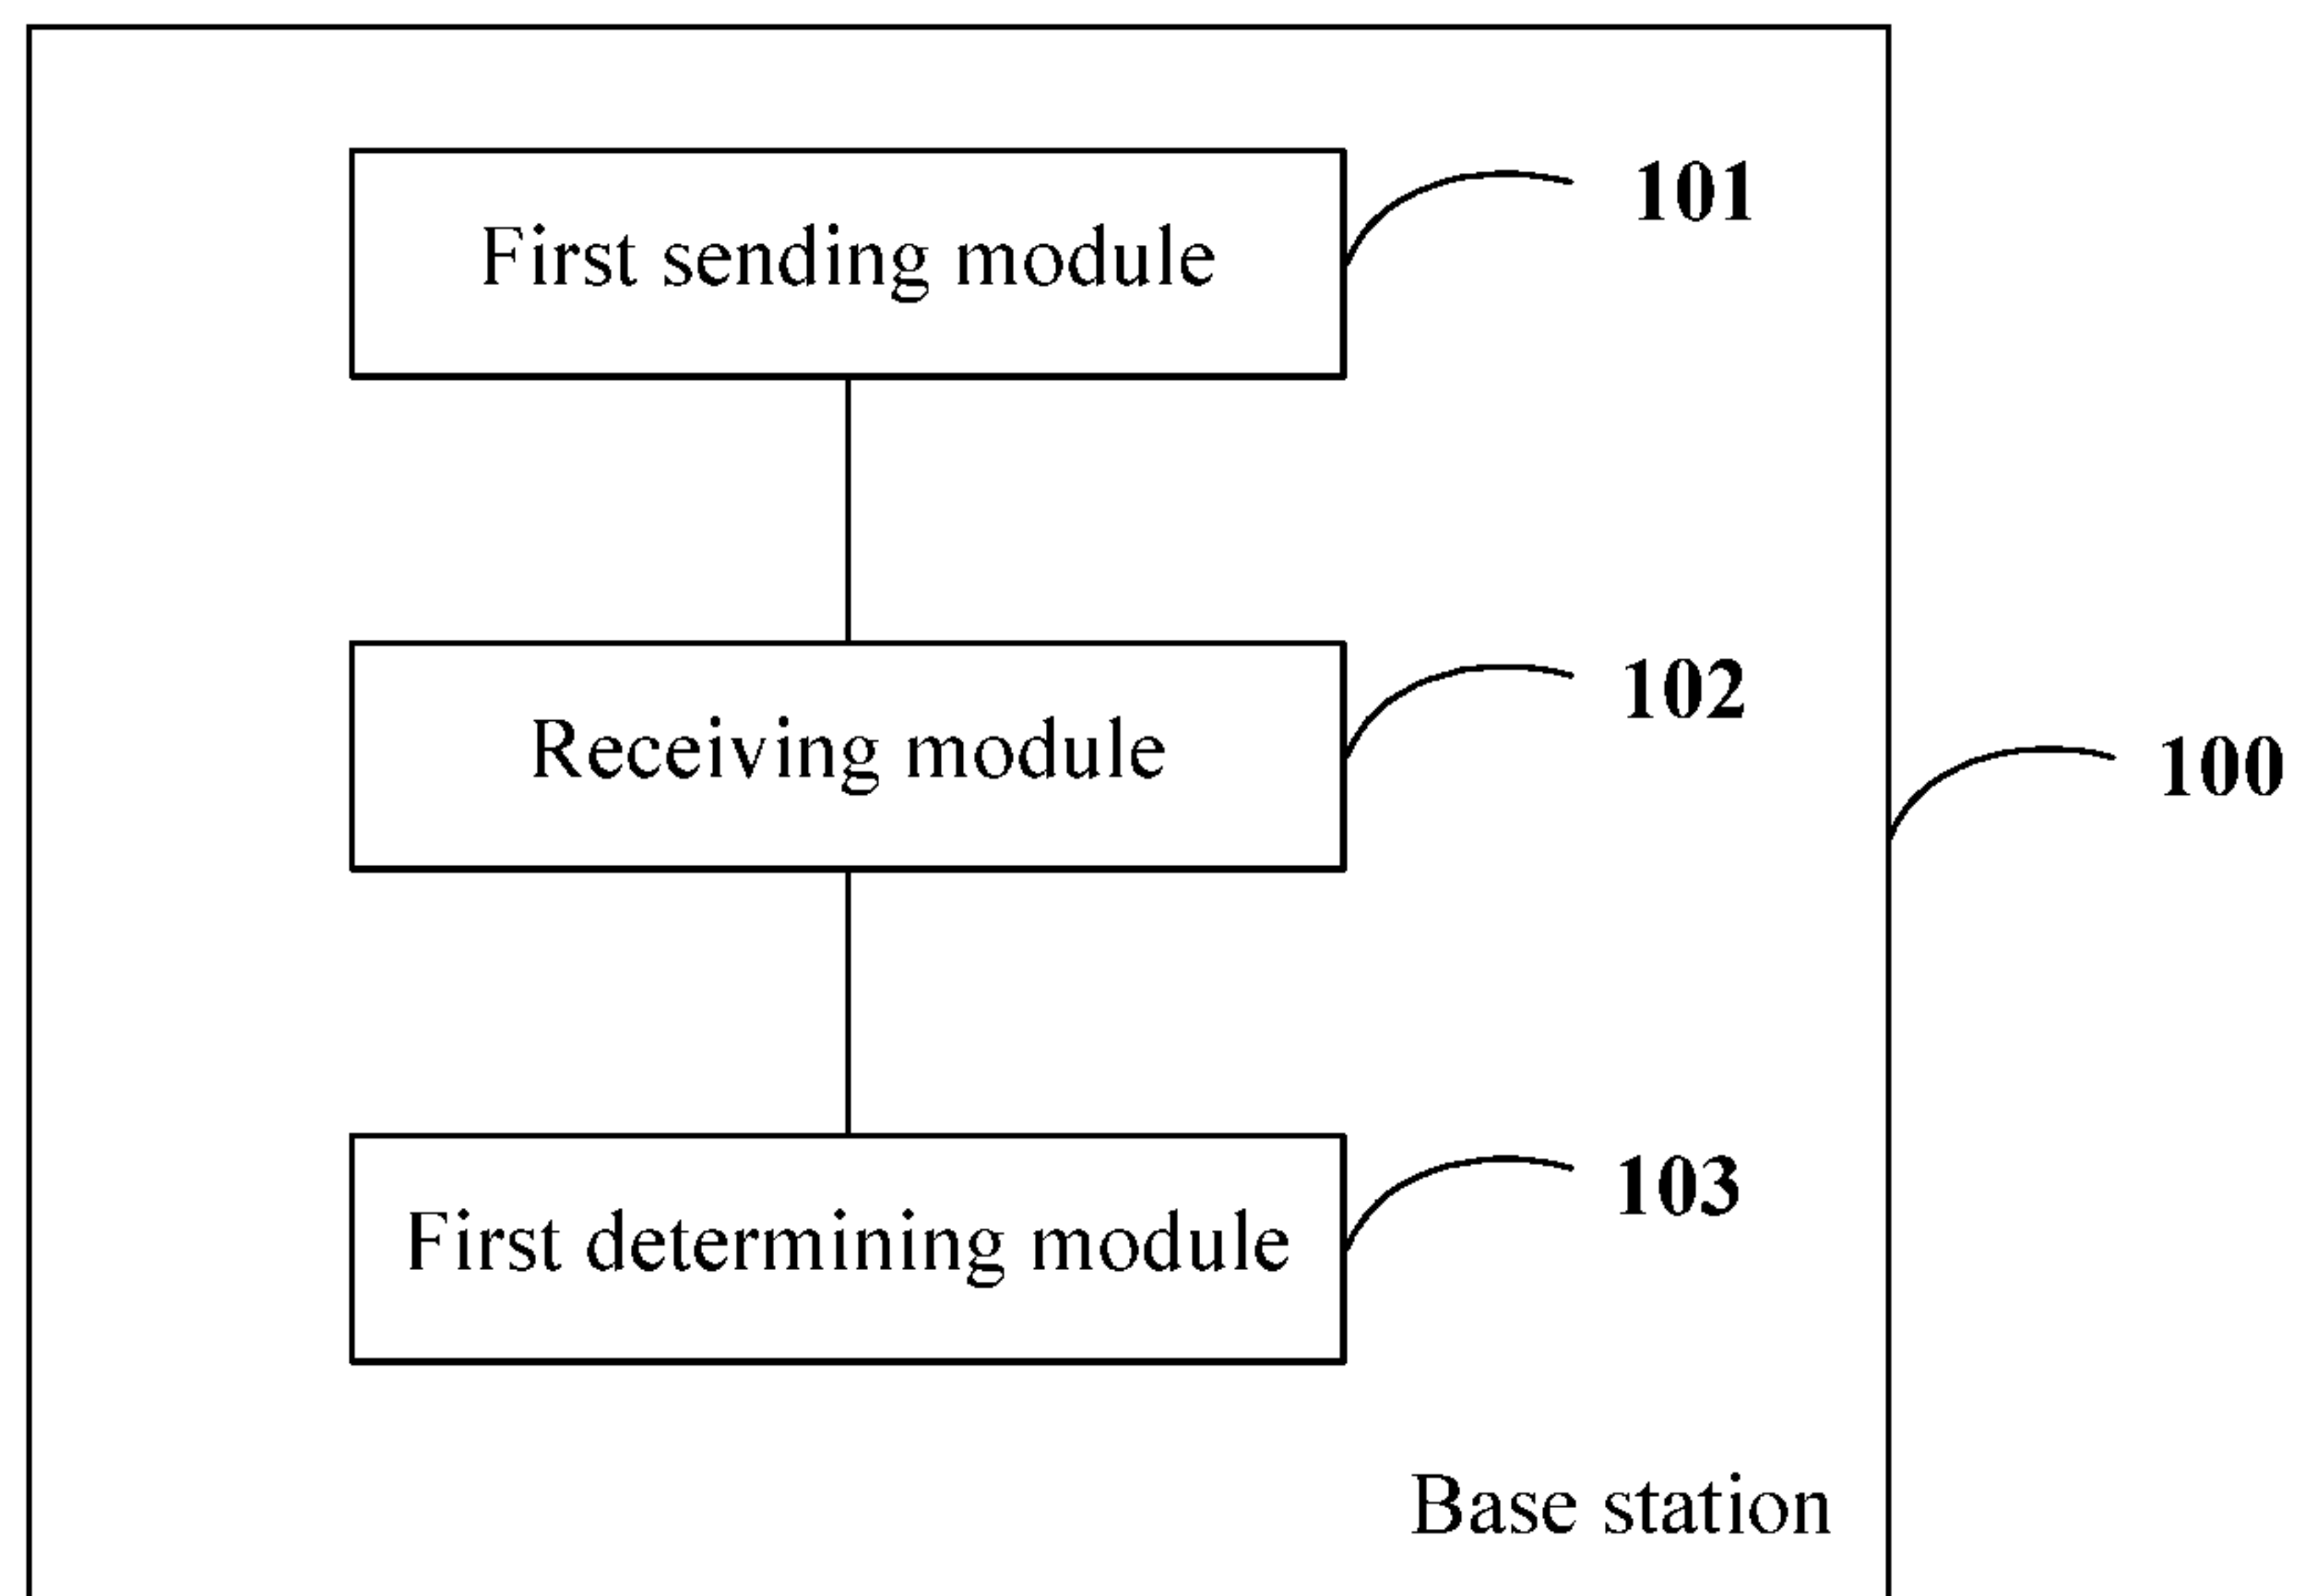 First sending module
101
Receiving module
102
100
First determining module
103
Base station